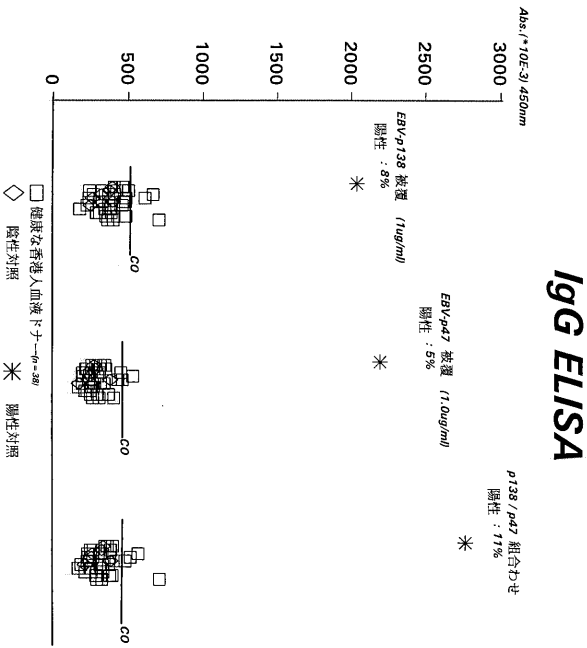 IgG ELISA
Abs.(*10E-3) 450nm
3000
2500
2000
1500
1000
500
0
EBV-p138 被覆 (1ug/ml)
陽性 : 8%
EBV-p47 被覆 (1.0ug/ml)
陽性 : 5%
p138 / p47 組合わせ
陽性 : 11%
CO
CO
CO
健康な香港人血液ドナー(n=38)
陰性対照
陽性対照